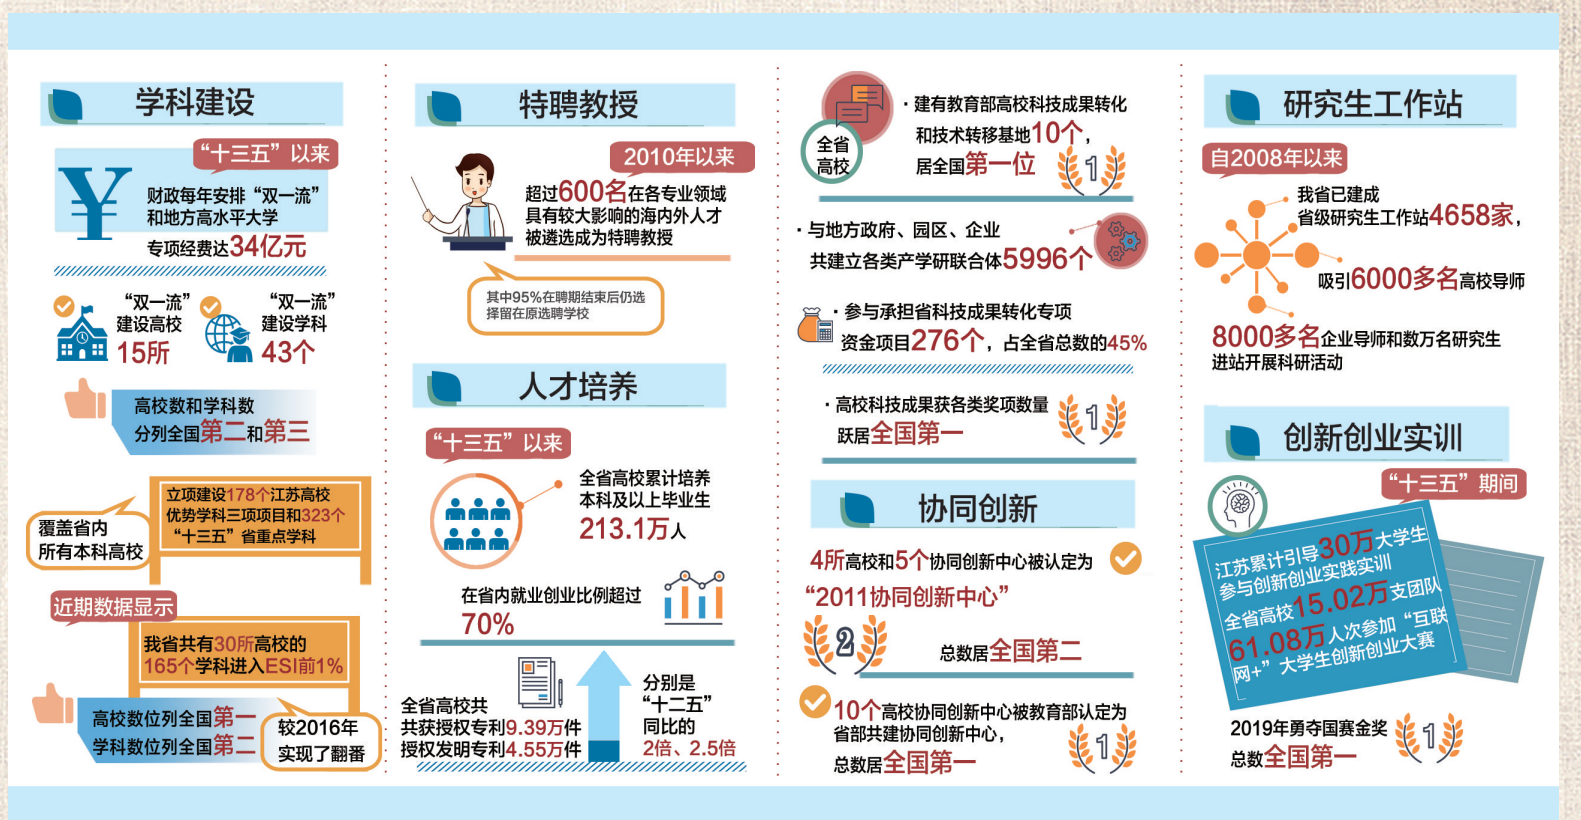 学科建设
“十三五”以来
¥
财政每年安排“双一流”
和地方高水平大学
专项经费达34亿元
“双一流”
建设高校
15所
“双一流”
建设学科
43个
高校数和学科数
分列全国第二和第三
立项建设178个江苏高校
优势学科三项项目和323个
“十三五”省重点学科
覆盖省内
所有本科高校
近期数据显示
我省共有30所高校的
165个学科进入ESI前1%
高校数位列全国第一
学科数位列全国第二
较2016年
实现了翻番
特聘教授
2010年以来
超过600名在各专业领域
具有较大影响的海内外人才
被遴选成为特聘教授
其中95%在聘期结束后仍选
择留在原选聘学校
人才培养
“十三五”以来
全省高校累计培养
本科及以上毕业生
213.1万人
在省内就业创业比例超过
70%
全省高校共
共获授权专利9.39万件
授权发明专利4.55万件
分别是
“十二五”
同比的
2倍、2.5倍
全省
高校
·建有教育部高校科技成果转化
和技术转移基地10个,
居全国第一位
1
·与地方政府、园区、企业
共建立各类产学研联合体5996个
·参与承担省科技成果转化专项
资金项目276个，占全省总数的45%
·高校科技成果获各类奖项数量
跃居全国第一
1
协同创新
4所高校和5个协同创新中心被认定为
“2011协同创新中心”
2
总数居全国第二
10个高校协同创新中心被教育部认定为
省部共建协同创新中心，
总数居全国第一
1
研究生工作站
自2008年以来
我省已建成
省级研究生工作站4658家,
吸引6000多名高校导师
8000多名企业导师和数万名研究生
进站开展科研活动
创新创业实训
“十三五”期间
江苏累计引导30万大学生
参与创新创业实践实训
全省高校15.02万支团队
61.08万人次参加“互联
网+”大学生创新创业大赛
2019年勇夺国赛金奖
总数全国第一
1